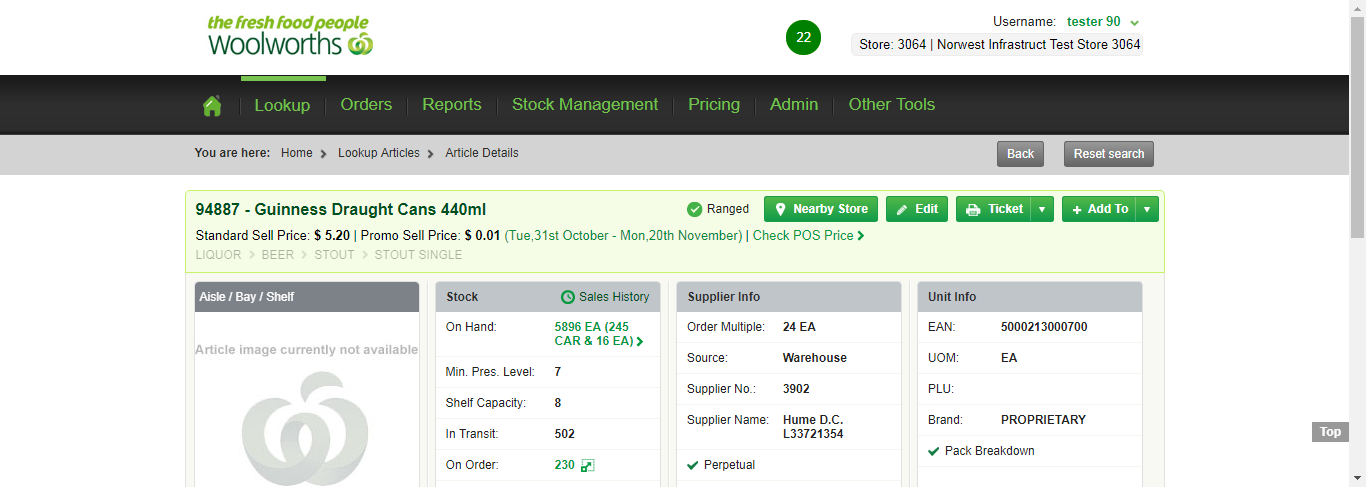 the fresh food people
Woolworths
22
Username: tester 90
Store: 3064 | Norwest Infrastruct Test Store 3064
Lookup Orders Reports Stock Management Pricing Admin Other Tools
You are here: Home Lookup Articles Article Details
Back Reset search
94887 - Guinness Draught Cans 440ml
Ranged Nearby Store Edit Ticket + Add To
Standard Sell Price: $ 5.20 | Promo Sell Price: $ 0.01 (Tue,31st October - Mon,20th November) | Check POS Price
LIQUOR BEER STOUT STOUT SINGLE
Aisle / Bay / Shelf
Article image currently not available
Stock Sales History
On Hand: 5896 EA (245
CAR & 16 EA)
Min. Pres. Level: 7
Shelf Capacity: 8
In Transit: 502
On Order: 230
Supplier Info
Order Multiple: 24 EA
Source: Warehouse
Supplier No.: 3902
Supplier Name: Hume D.C.
L33721354
Perpetual
Unit Info
EAN: 5000213000700
UOM: EA
PLU:
Brand: PROPRIETARY
Pack Breakdown
Top